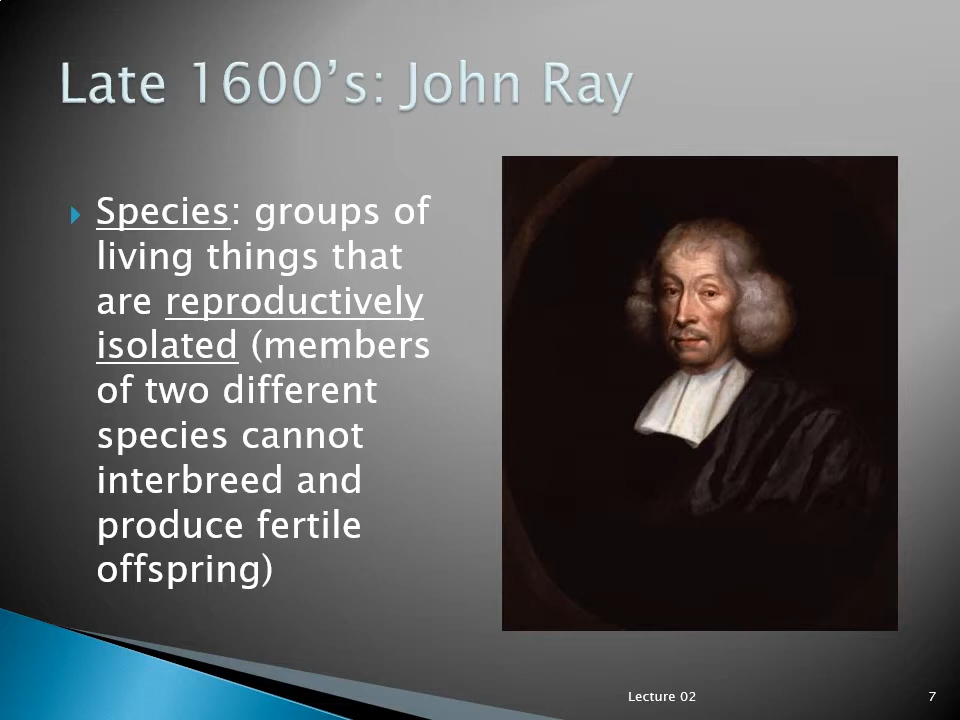 Late 1600’s: John Ray
Species: groups of
living things that
are reproductively
isolated (members
of two different
species cannot
interbreed and
produce fertile
offspring)
Lecture 02
7